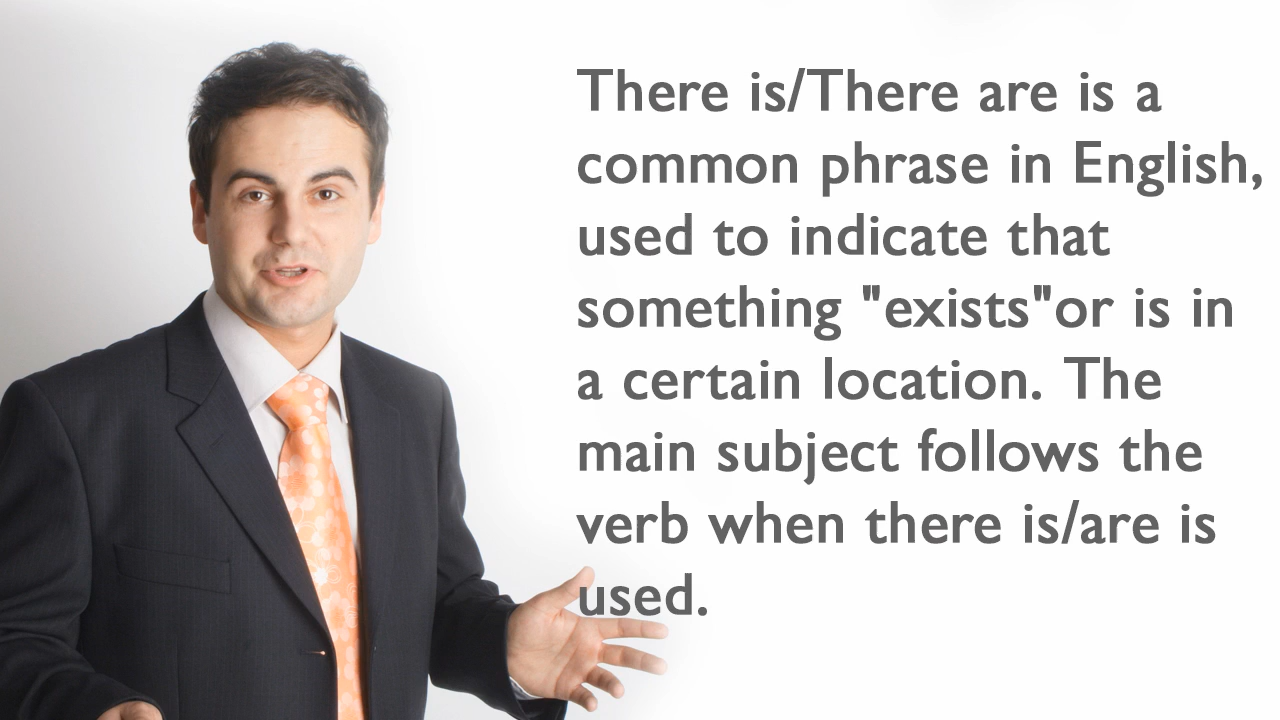 There is/There are is a
common phrase in English,
used to indicate that
something "exists"or is in
a certain location. The
main subject follows the
verb when there is/are is
used.